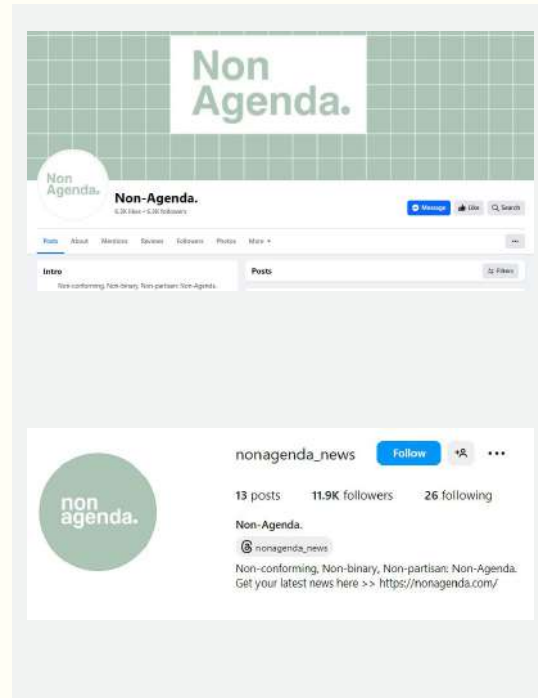 Non
Agenda.
Non
Agenda.
Non-Agenda.
Message Like Search
Posts About Mentions Reviews Followers Photos More
Intro
Posts
Filters
Non-conforming, Non-binary, Non-partisan: Non-Agenda.
nonagenda_news Follow
non
agenda.
13 posts 11.9K followers 26 following
Non-Agenda.
nonagenda_news
Non-conforming, Non-binary, Non-partisan: Non-Agenda.
Get your latest news here >> https://nonagenda.com/